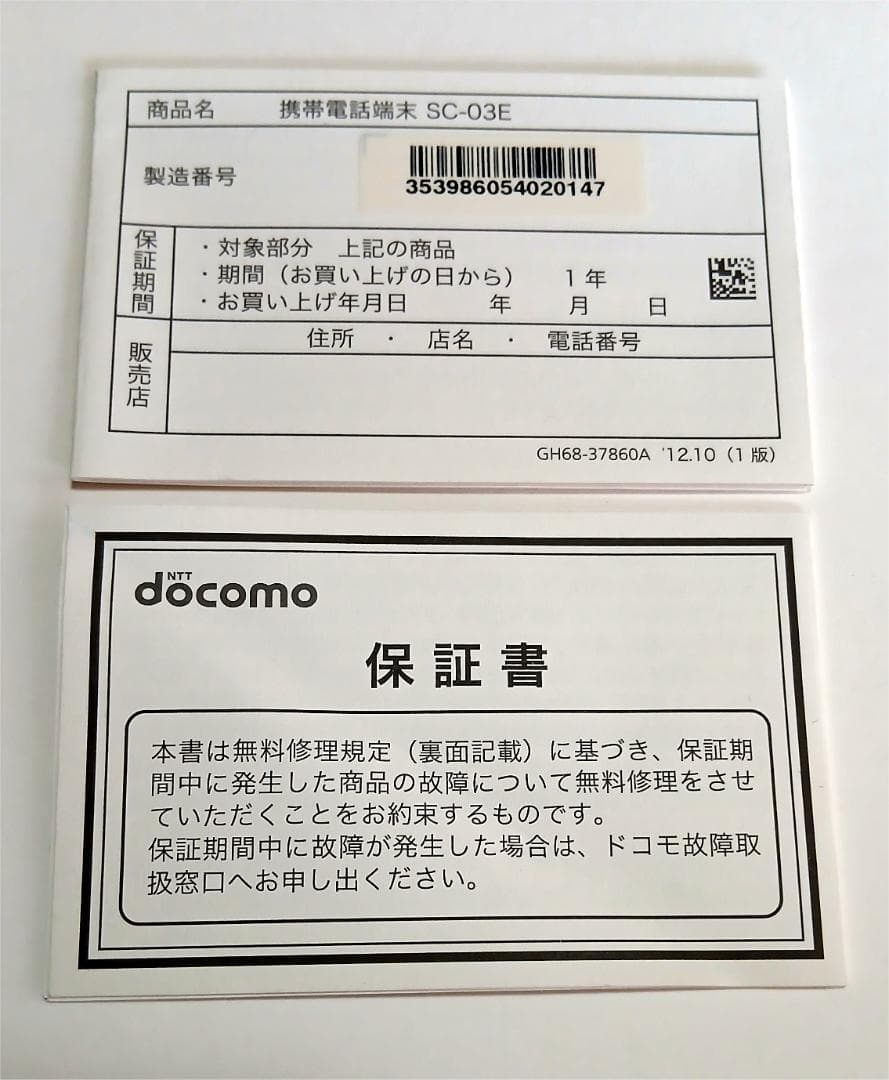 商品名 携帯電話端末 SC-03E
製造番号
353986054020147
保証期間
・対象部分 上記の商品
・期間（お買い上げの日から） 1年
・お買い上げ年月日 年 月 日
販売店
住所 ・ 店名 ・ 電話番号
GH68-37860A '12.10（1版）
NTT
docomo
保証書
本書は無料修理規定（裏面記載）に基づき、保証期
間中に発生した商品の故障について無料修理をさせ
ていただくことをお約束するものです。
保証期間中に故障が発生した場合は、ドコモ故障取
扱窓口へお申し出ください。